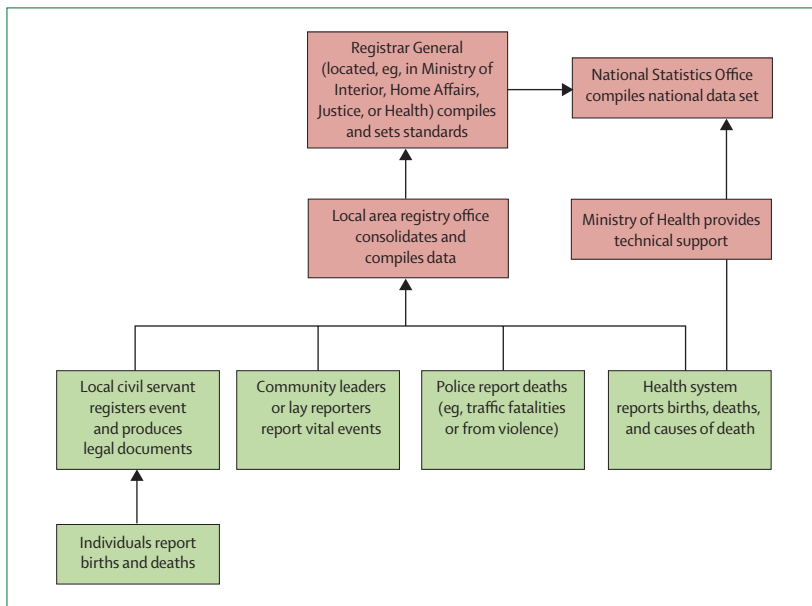 Registrar General
(located, eg, in Ministry of
Interior, Home Affairs,
Justice, or Health) compiles
and sets standards
National Statistics Office
compiles national data set
Local area registry office
consolidates and
compiles data
Ministry of Health provides
technical support
Local civil servant
registers event
and produces
legal documents
Community leaders
or lay reporters
report vital events
Police report deaths
(eg, traffic fatalities
or from violence)
Health system
reports births, deaths,
and causes of death
Individuals report
births and deaths